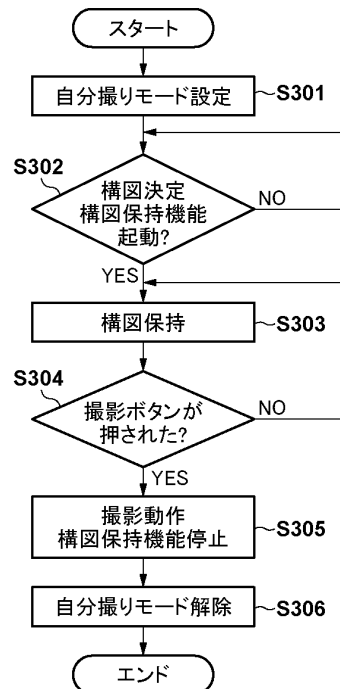 スタート
自分撮りモード設定
S301
S302
構図決定
構図保持機能
起動?
NO
YES
構図保持
S303
S304
撮影ボタンが
押された?
NO
YES
撮影動作
構図保持機能停止
S305
自分撮りモード解除
S306
エンド